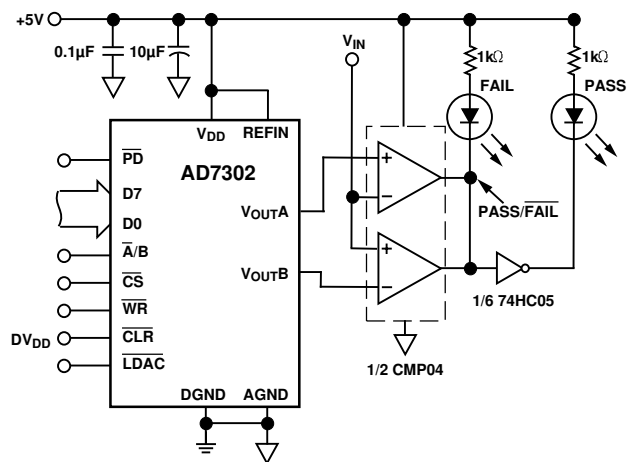 +5V
0.1µF
10µF
VIN
1kΩ
1kΩ
FAIL
PASS
VDD
REFIN
AD7302
PD
D7
D0
A/B
CS
WR
DVDD
CLR
LDAC
VOUTA
VOUTB
+
−
+
−
PASS/FAIL
1/6 74HC05
1/2 CMP04
DGND
AGND